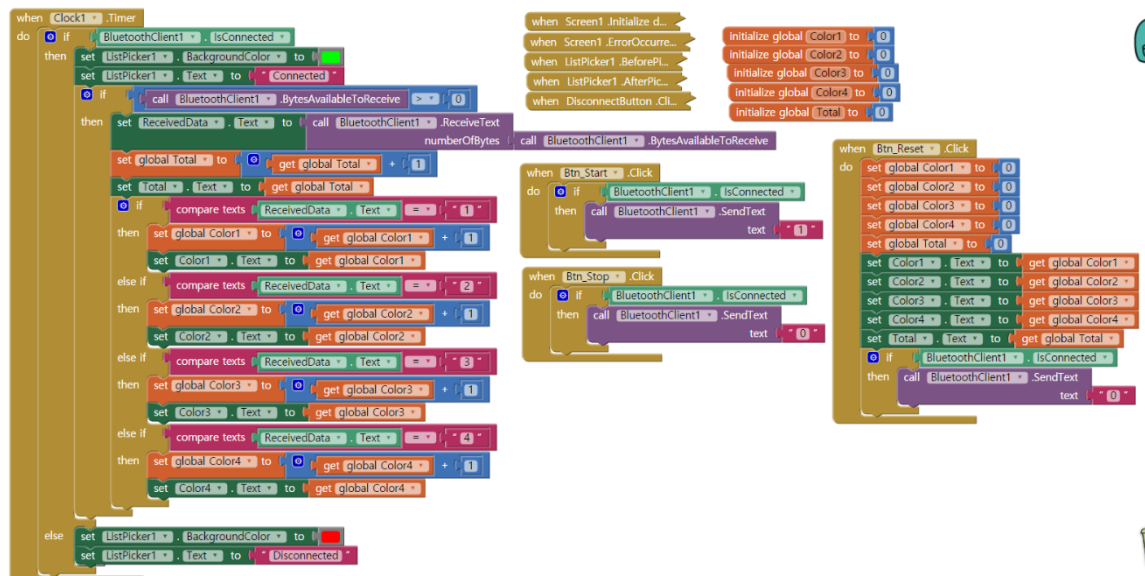 when Clock1 .Timer
do if BluetoothClient1 . IsConnected
then set ListPicker1 . BackgroundColor to
set ListPicker1 . Text to " Connected "
if call BluetoothClient1 .BytesAvailableToReceive > 0
then set ReceivedData . Text to call BluetoothClient1 .ReceiveText
numberOfBytes call BluetoothClient1 .BytesAvailableToReceive
set global Total to get global Total + 1
set Total . Text to get global Total
if compare texts ReceivedData . Text = " 1 "
then set global Color1 to get global Color1 + 1
set Color1 . Text to get global Color1
else if compare texts ReceivedData . Text = " 2 "
then set global Color2 to get global Color2 + 1
set Color2 . Text to get global Color2
else if compare texts ReceivedData . Text = " 3 "
then set global Color3 to get global Color3 + 1
set Color3 . Text to get global Color3
else if compare texts ReceivedData . Text = " 4 "
then set global Color4 to get global Color4 + 1
set Color4 . Text to get global Color4
else set ListPicker1 . BackgroundColor to
set ListPicker1 . Text to " Disconnected "
when Screen1 .Initialize d...
when Screen1 .ErrorOccurre...
when ListPicker1 .BeforePi...
when ListPicker1 .AfterPic...
when DisconnectButton .Cli...
initialize global Color1 to 0
initialize global Color2 to 0
initialize global Color3 to 0
initialize global Color4 to 0
initialize global Total to 0
when Btn_Start .Click
do if BluetoothClient1 . IsConnected
then call BluetoothClient1 .SendText
text " 1 "
when Btn_Stop .Click
do if BluetoothClient1 . IsConnected
then call BluetoothClient1 .SendText
text " 0 "
when Btn_Reset .Click
do set global Color1 to 0
set global Color2 to 0
set global Color3 to 0
set global Color4 to 0
set global Total to 0
set Color1 . Text to get global Color1
set Color2 . Text to get global Color2
set Color3 . Text to get global Color3
set Color4 . Text to get global Color4
set Total . Text to get global Total
if BluetoothClient1 . IsConnected
then call BluetoothClient1 .SendText
text " 0 "